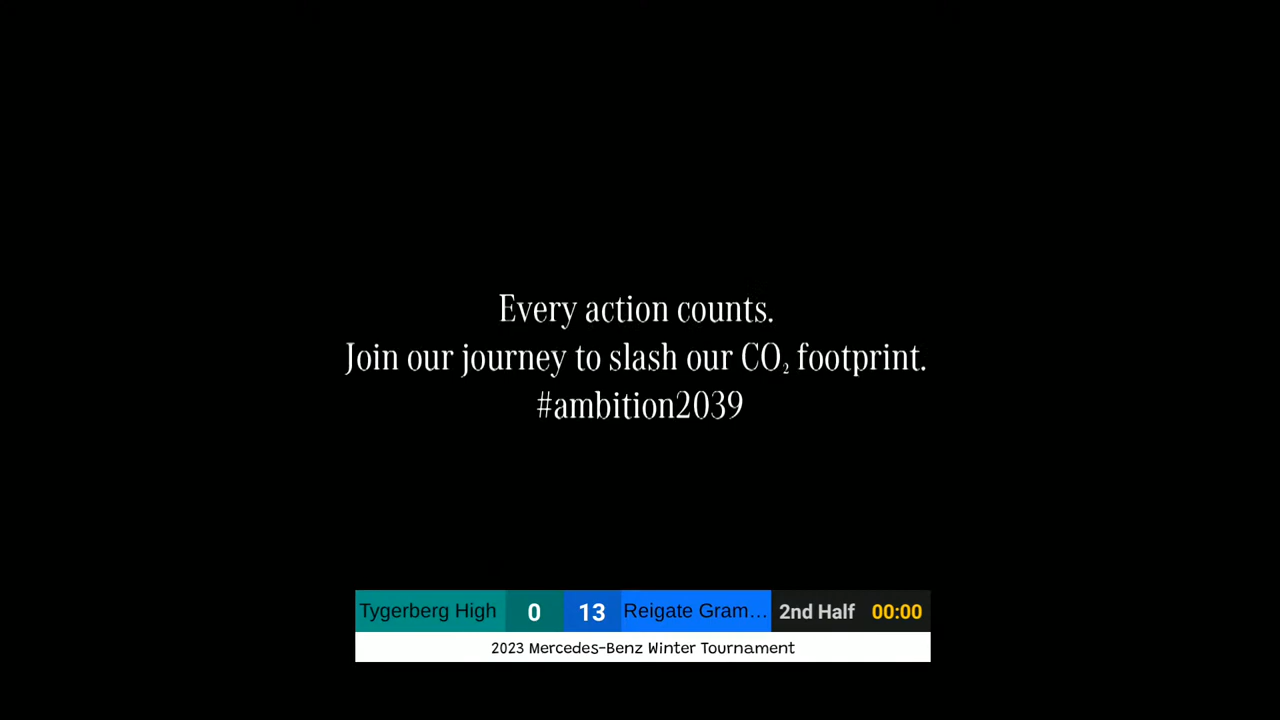 Every action counts.
Join our journey to slash our CO₂ footprint.
#ambition2039
Tygerberg High 0 13 Reigate Gram... 2nd Half 00:00
2023 Mercedes-Benz Winter Tournament